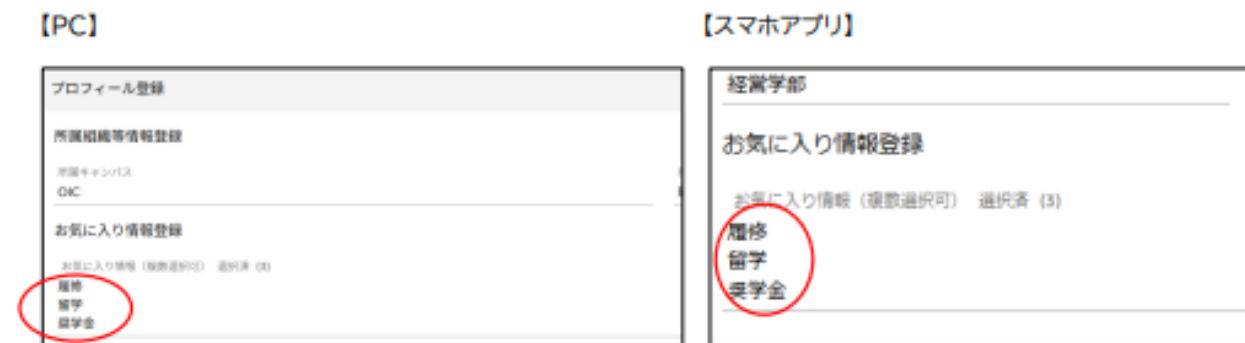 【PC】
プロフィール登録
所属組織等情報登録
所属キャンパス
OIC
お気に入り情報登録
お気に入り情報（複数選択可） 選択済 (3)
履修
留学
奨学金
【スマホアプリ】
経営学部
お気に入り情報登録
お気に入り情報（複数選択可） 選択済 (3)
履修
留学
奨学金